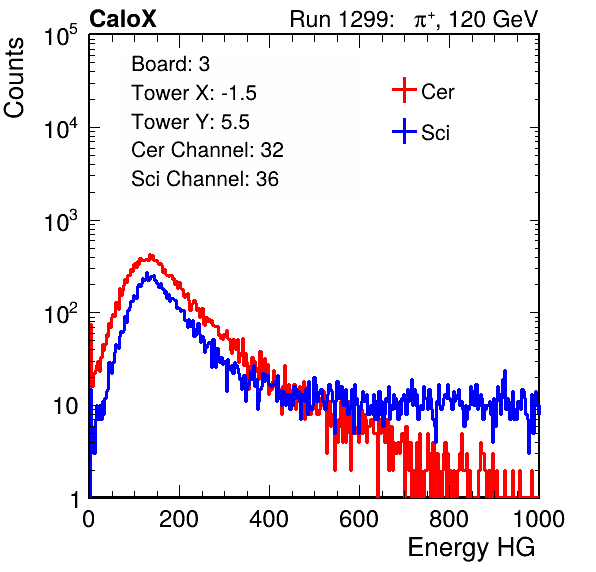 CaloX Run 1299: π⁺, 120 GeV
Board: 3
Tower X: -1.5
Tower Y: 5.5
Cer Channel: 32
Sci Channel: 36
Cer
Sci
Counts
10⁵
10⁴
10³
10²
10
1
0 200 400 600 800 1000
Energy HG